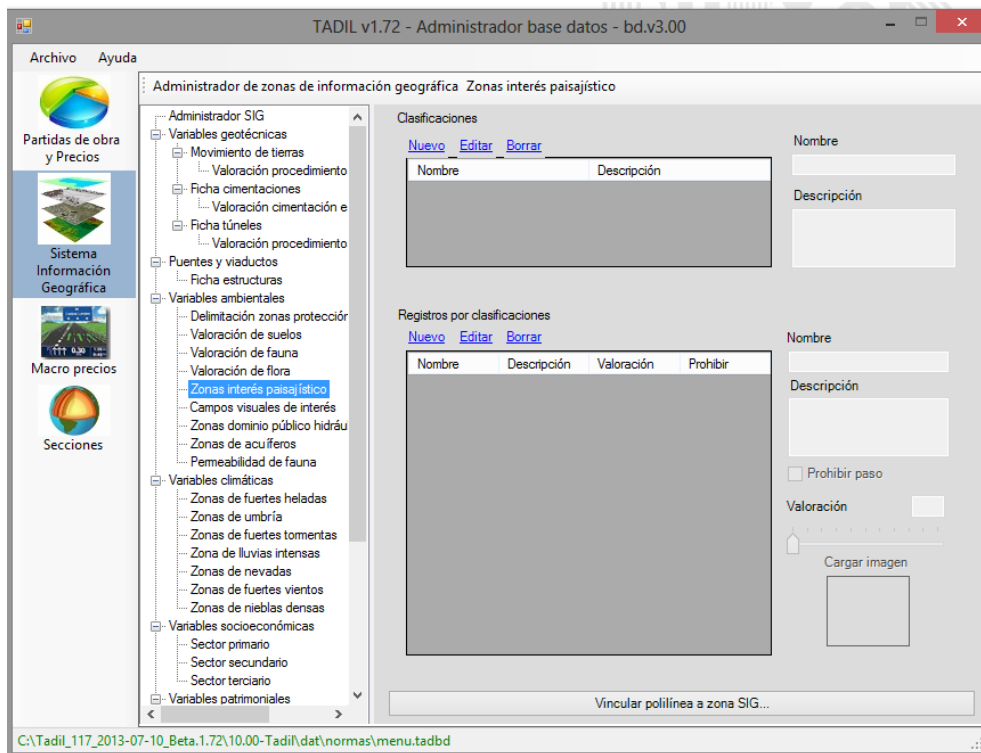 TADIL v1.72 - Administrador base datos - bd.v3.00
Archivo Ayuda
Partidas de obra
y Precios
Sistema
Información
Geográfica
Macro precios
Secciones
Administrador de zonas de información geográfica Zonas interés paisajístico
Administrador SIG
Variables geotécnicas
Movimiento de tierras
Valoración procedimiento
Ficha cimentaciones
Valoración cimentación e
Ficha túneles
Valoración procedimiento
Puentes y viaductos
Ficha estructuras
Variables ambientales
Delimitación zonas protección
Valoración de suelos
Valoración de fauna
Valoración de flora
Zonas interés paisajístico
Campos visuales de interés
Zonas dominio público hidráu
Zonas de acuíferos
Permeabilidad de fauna
Variables climáticas
Zonas de fuertes heladas
Zonas de umbría
Zonas de fuertes tormentas
Zona de lluvias intensas
Zonas de nevadas
Zonas de fuertes vientos
Zonas de nieblas densas
Variables socioeconómicas
Sector primario
Sector secundario
Sector terciario
Variables patrimoniales
Clasificaciones
Nuevo Editar Borrar
Nombre Descripción
Nombre
Descripción
Registros por clasificaciones
Nuevo Editar Borrar
Nombre Descripción Valoración Prohibir
Nombre
Descripción
Prohibir paso
Valoración
Cargar imagen
Vincular polilínea a zona SIG...
C:\Tadil_117_2013-07-10_Beta.1.72\10.00-Tadil\dat\normas\menu.tadbd